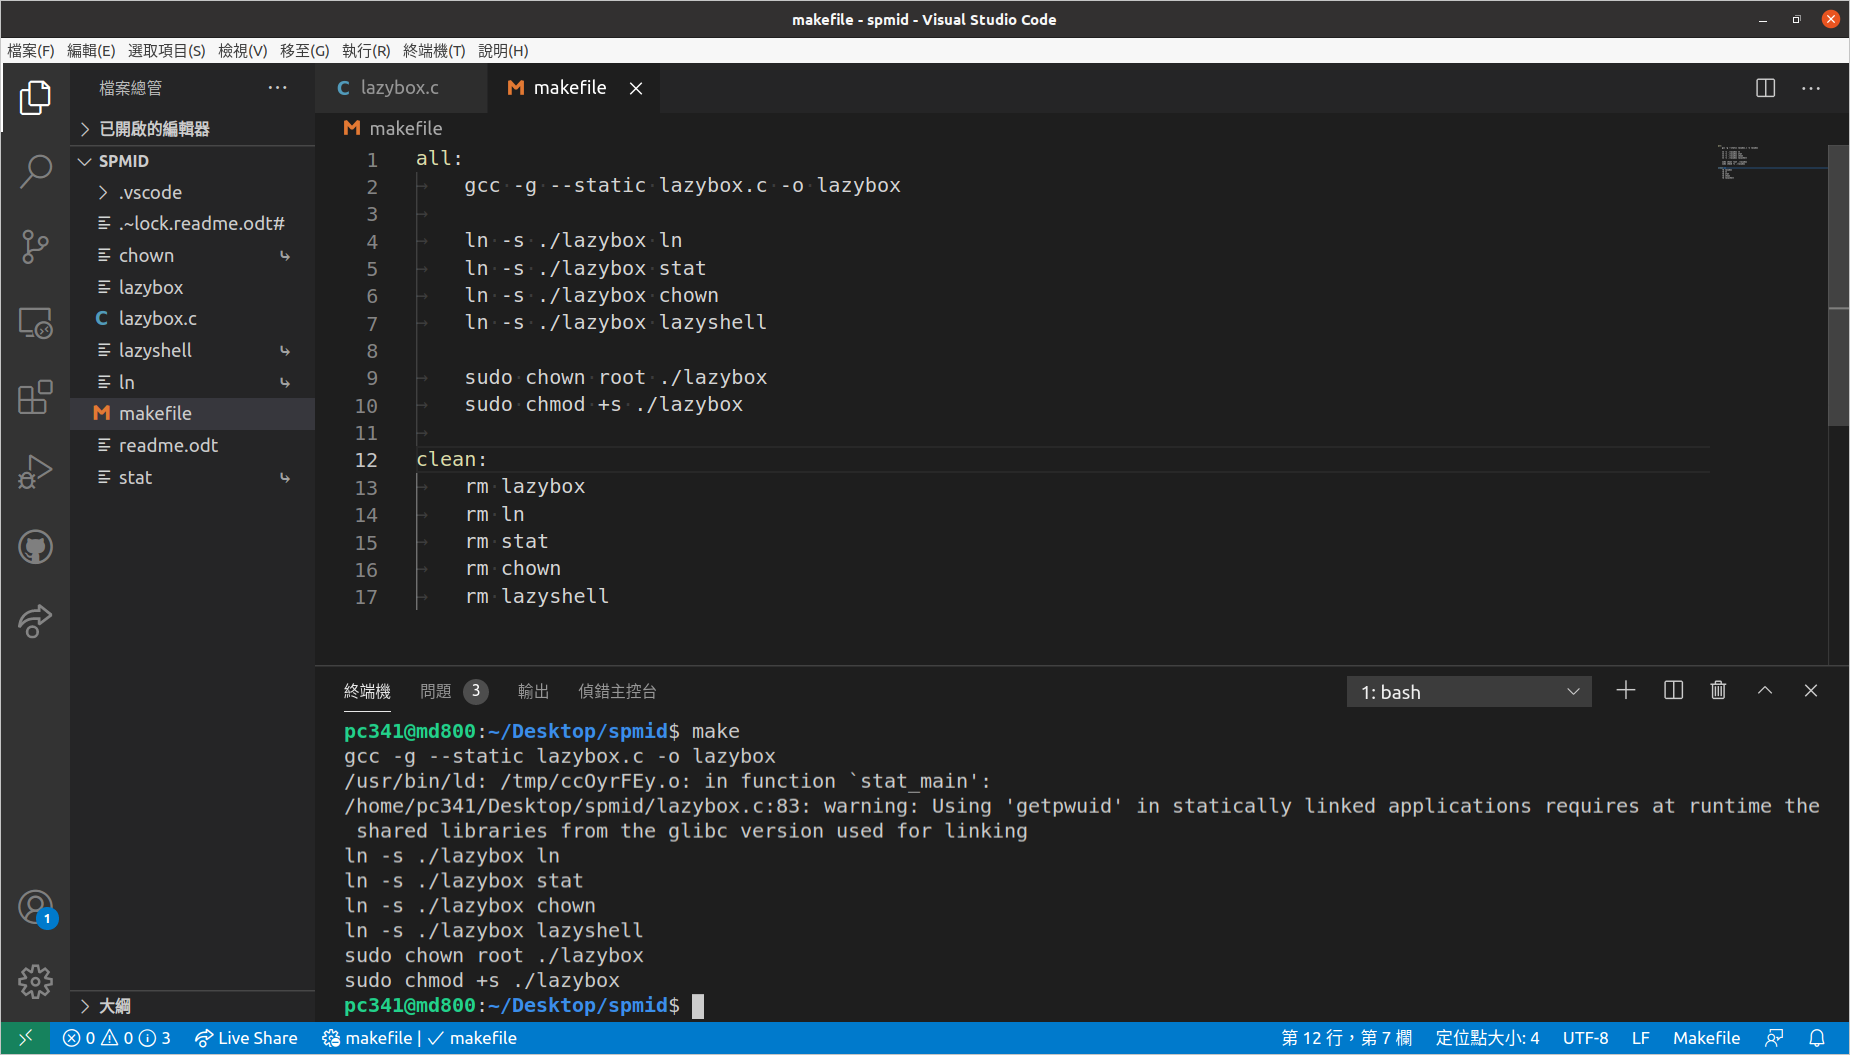 makefile - spmid - Visual Studio Code
檔案(F) 編輯(E) 選取項目(S) 檢視(V) 移至(G) 執行(R) 終端機(T) 說明(H)
檔案總管
已開啟的編輯器
SPMID
.vscode
.~lock.readme.odt#
chown
lazybox
C lazybox.c
lazyshell
ln
M makefile
readme.odt
stat
大綱
C lazybox.c M makefile
M makefile
1 all:
2 gcc -g --static lazybox.c -o lazybox
3
4 ln -s ./lazybox ln
5 ln -s ./lazybox stat
6 ln -s ./lazybox chown
7 ln -s ./lazybox lazyshell
8
9 sudo chown root ./lazybox
10 sudo chmod +s ./lazybox
11
12 clean:
13 rm lazybox
14 rm ln
15 rm stat
16 rm chown
17 rm lazyshell
終端機 問題 3 輸出 偵錯主控台 1: bash
pc341@md800:~/Desktop/spmid$ make
gcc -g --static lazybox.c -o lazybox
/usr/bin/ld: /tmp/ccOyrFEy.o: in function `stat_main':
/home/pc341/Desktop/spmid/lazybox.c:83: warning: Using 'getpwuid' in statically linked applications requires at runtime the
shared libraries from the glibc version used for linking
ln -s ./lazybox ln
ln -s ./lazybox stat
ln -s ./lazybox chown
ln -s ./lazybox lazyshell
sudo chown root ./lazybox
sudo chmod +s ./lazybox
pc341@md800:~/Desktop/spmid$
1
0 0 3 Live Share makefile | ✓ makefile 第 12 行，第 7 欄 定位點大小: 4 UTF-8 LF Makefile